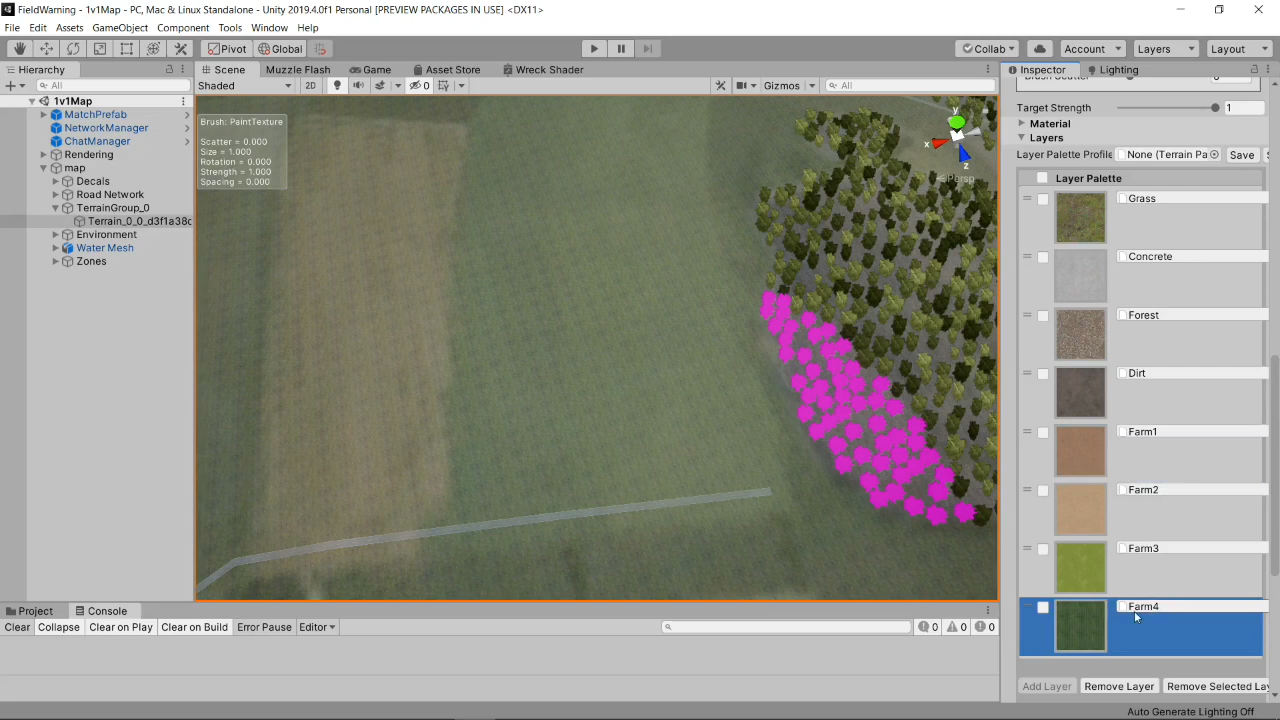 FieldWarning - 1v1Map - PC, Mac & Linux Standalone - Unity 2019.4.0f1 Personal [PREVIEW PACKAGES IN USE] <DX11>
File Edit Assets GameObject Component Tools Window Help
Pivot Global Collab Account Layers Layout
Hierarchy Scene Muzzle Flash Game Asset Store Wreck Shader Inspector Lighting
All Shaded 2D 0 Gizmos All Brush Scatter
1v1Map
MatchPrefab
NetworkManager
ChatManager
Rendering
map
Decals
Road Network
TerrainGroup_0
Terrain_0_0_d3f1a38c
Environment
Water Mesh
Zones
Brush: PaintTexture
Scatter = 0.000
Size = 1.000
Rotation = 0.000
Strength = 1.000
Spacing = 0.000
y
x
z
Persp
Target Strength 1
Material
Layers
Layer Palette Profile None (Terrain Pa Save S
Layer Palette
Grass
Concrete
Forest
Dirt
Farm1
Farm2
Farm3
Farm4
Add Layer Remove Layer Remove Selected Lay
Project Console
Clear Collapse Clear on Play Clear on Build Error Pause Editor 0 0 0
Auto Generate Lighting Off